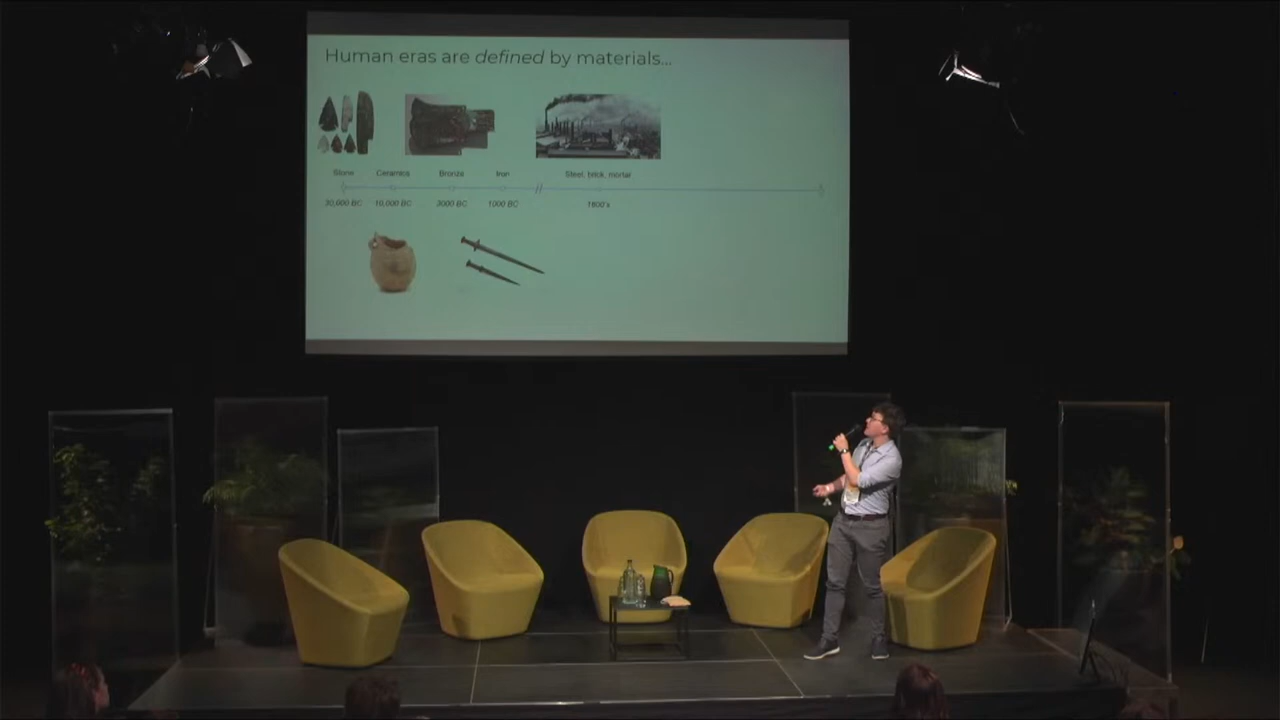 Human eras are defined by materials...
Stone Ceramics Bronze Iron Steel, brick, mortar
30,000 BC 10,000 BC 3000 BC 1000 BC 1800's